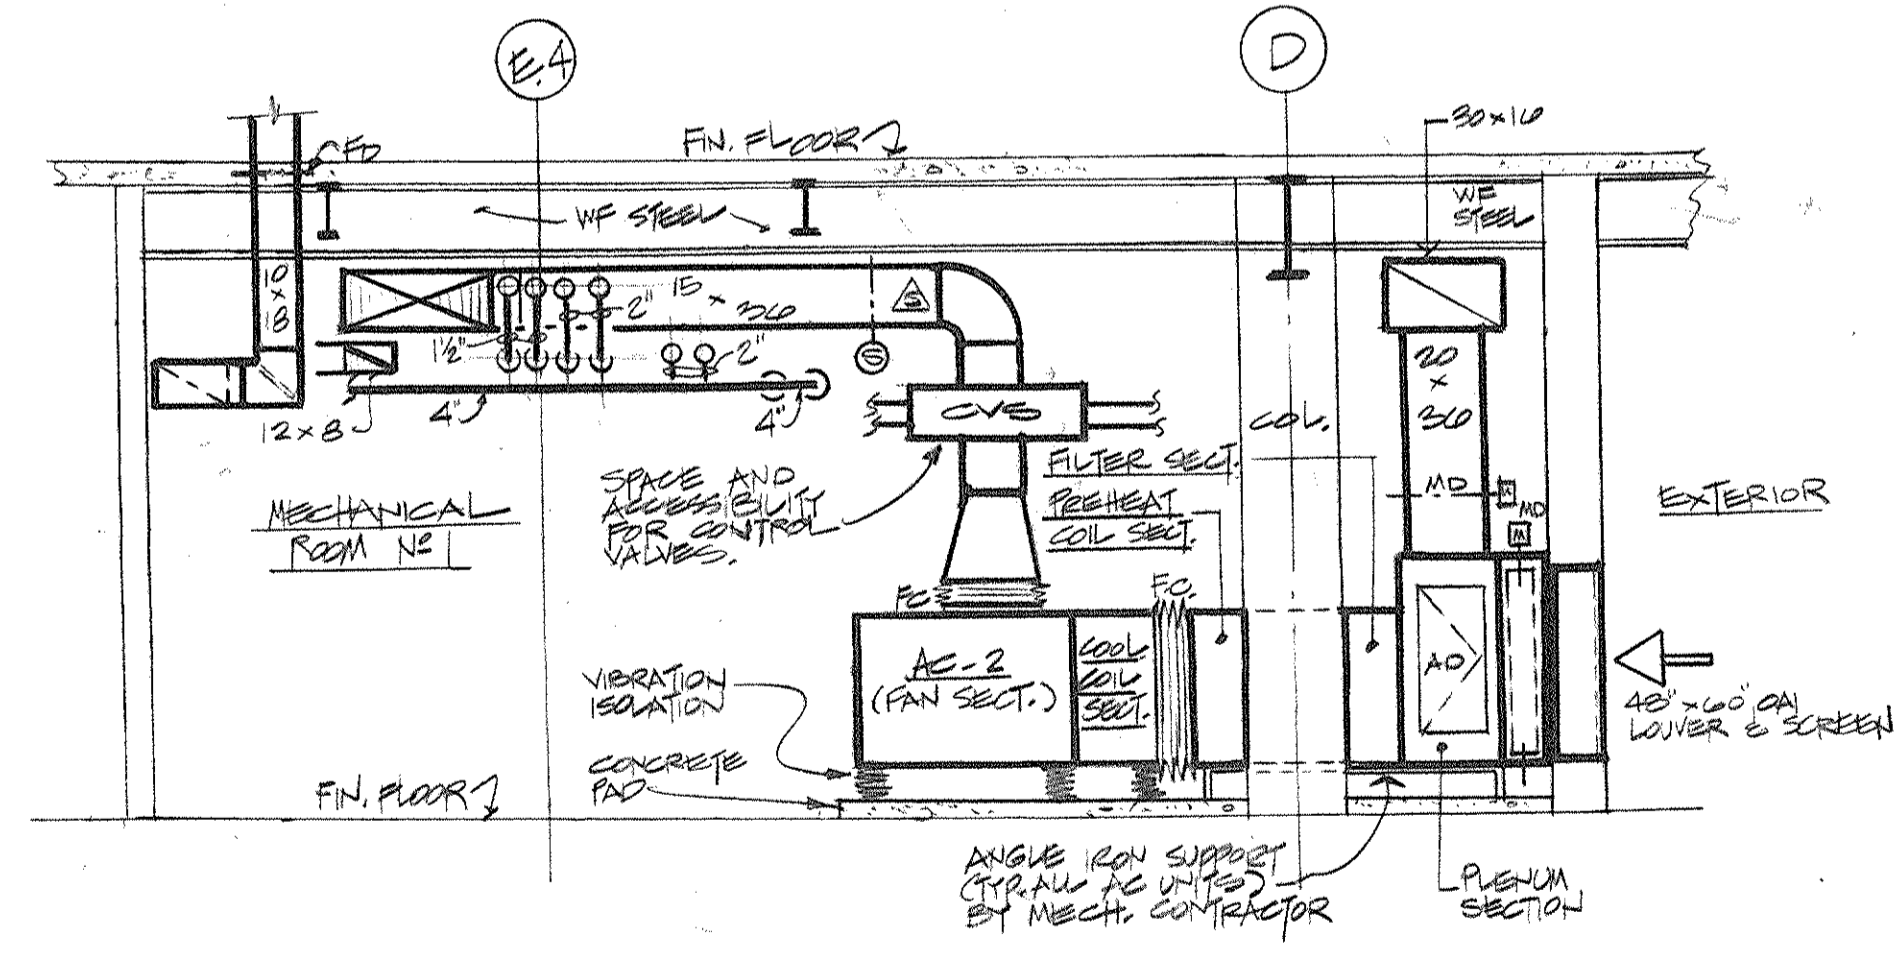 E.4
D
30×16
FIN. FLOOR
FD
WF STEEL
WF
STEEL
10
×
8
15
×
36
2"
1½"
2"
S
S
4"
4"
12×8
CVS
COL.
20
×
36
SPACE AND
ACCESSIBILITY
FOR CONTROL
VALVES.
FILTER SECT.
PREHEAT
COIL SECT.
MD
M
MD
M
EXTERIOR
MECHANICAL
ROOM Nº 1
FC
F.C.
AC-2
(FAN SECT.)
COOL
COIL
SECT.
AD
VIBRATION
ISOLATION
48"×60" OAI
LOUVER & SCREEN
CONCRETE
PAD
FIN. FLOOR
ANGLE IRON SUPPORT
(TYP. ALL AC UNITS)
BY MECH. CONTRACTOR
PLENUM
SECTION